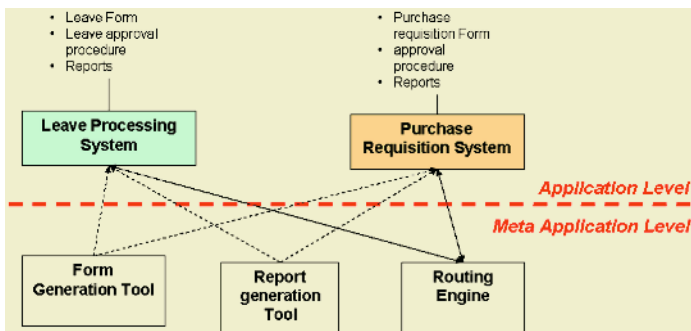 • Leave Form
• Leave approval
procedure
• Reports
• Purchase
requisition Form
• approval
procedure
• Reports
Leave Processing
System
Purchase
Requisition System
Application Level
Meta Application Level
Form
Generation Tool
Report
generation
Tool
Routing
Engine